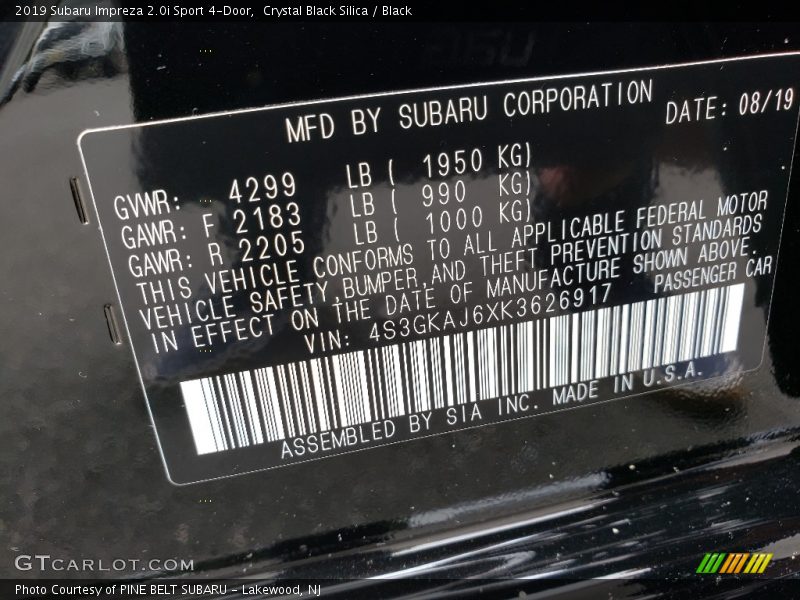 2019 Subaru Impreza 2.0i Sport 4-Door, Crystal Black Silica / Black
MFD BY SUBARU CORPORATION DATE: 08/19
GVWR: 4299 LB ( 1950 KG)
GAWR: F 2183 LB ( 990 KG)
GAWR: R 2205 LB ( 1000 KG)
THIS VEHICLE CONFORMS TO ALL APPLICABLE FEDERAL MOTOR
VEHICLE SAFETY,BUMPER,AND THEFT PREVENTION STANDARDS
IN EFFECT ON THE DATE OF MANUFACTURE SHOWN ABOVE.
VIN: 4S3GKAJ6XK3626917 PASSENGER CAR
ASSEMBLED BY SIA INC. MADE IN U.S.A.
GTCARLOT.COM
Photo Courtesy of PINE BELT SUBARU - Lakewood, NJ